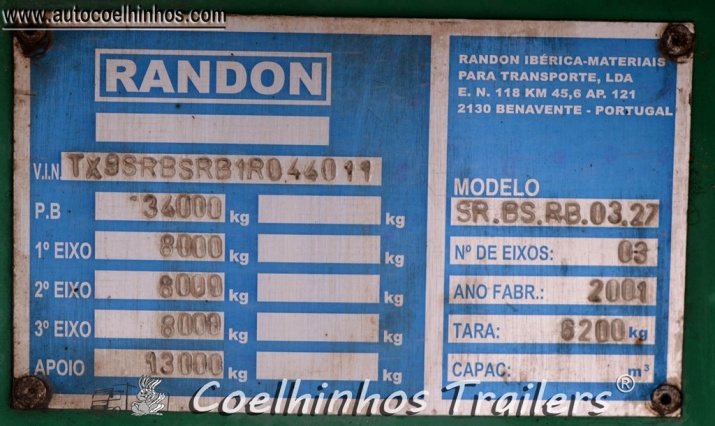 www.autocoelhinhos.com
RANDON
V.I.N. TX9SRBSRB1R044011
P.B 34000 kg kg
1º EIXO 8000 kg kg
2º EIXO 8000 kg kg
3º EIXO 8000 kg kg
APOIO 13000 kg kg
RANDON IBÉRICA-MATERIAIS
PARA TRANSPORTE, LDA
E. N. 118 KM 45,6 AP. 121
2130 BENAVENTE - PORTUGAL
MODELO
SR.BS.RB.03.27
Nº DE EIXOS: 03
ANO FABR.: 2001
TARA: 6200 kg
CAPAC: m³
Coelhinhos Trailers®